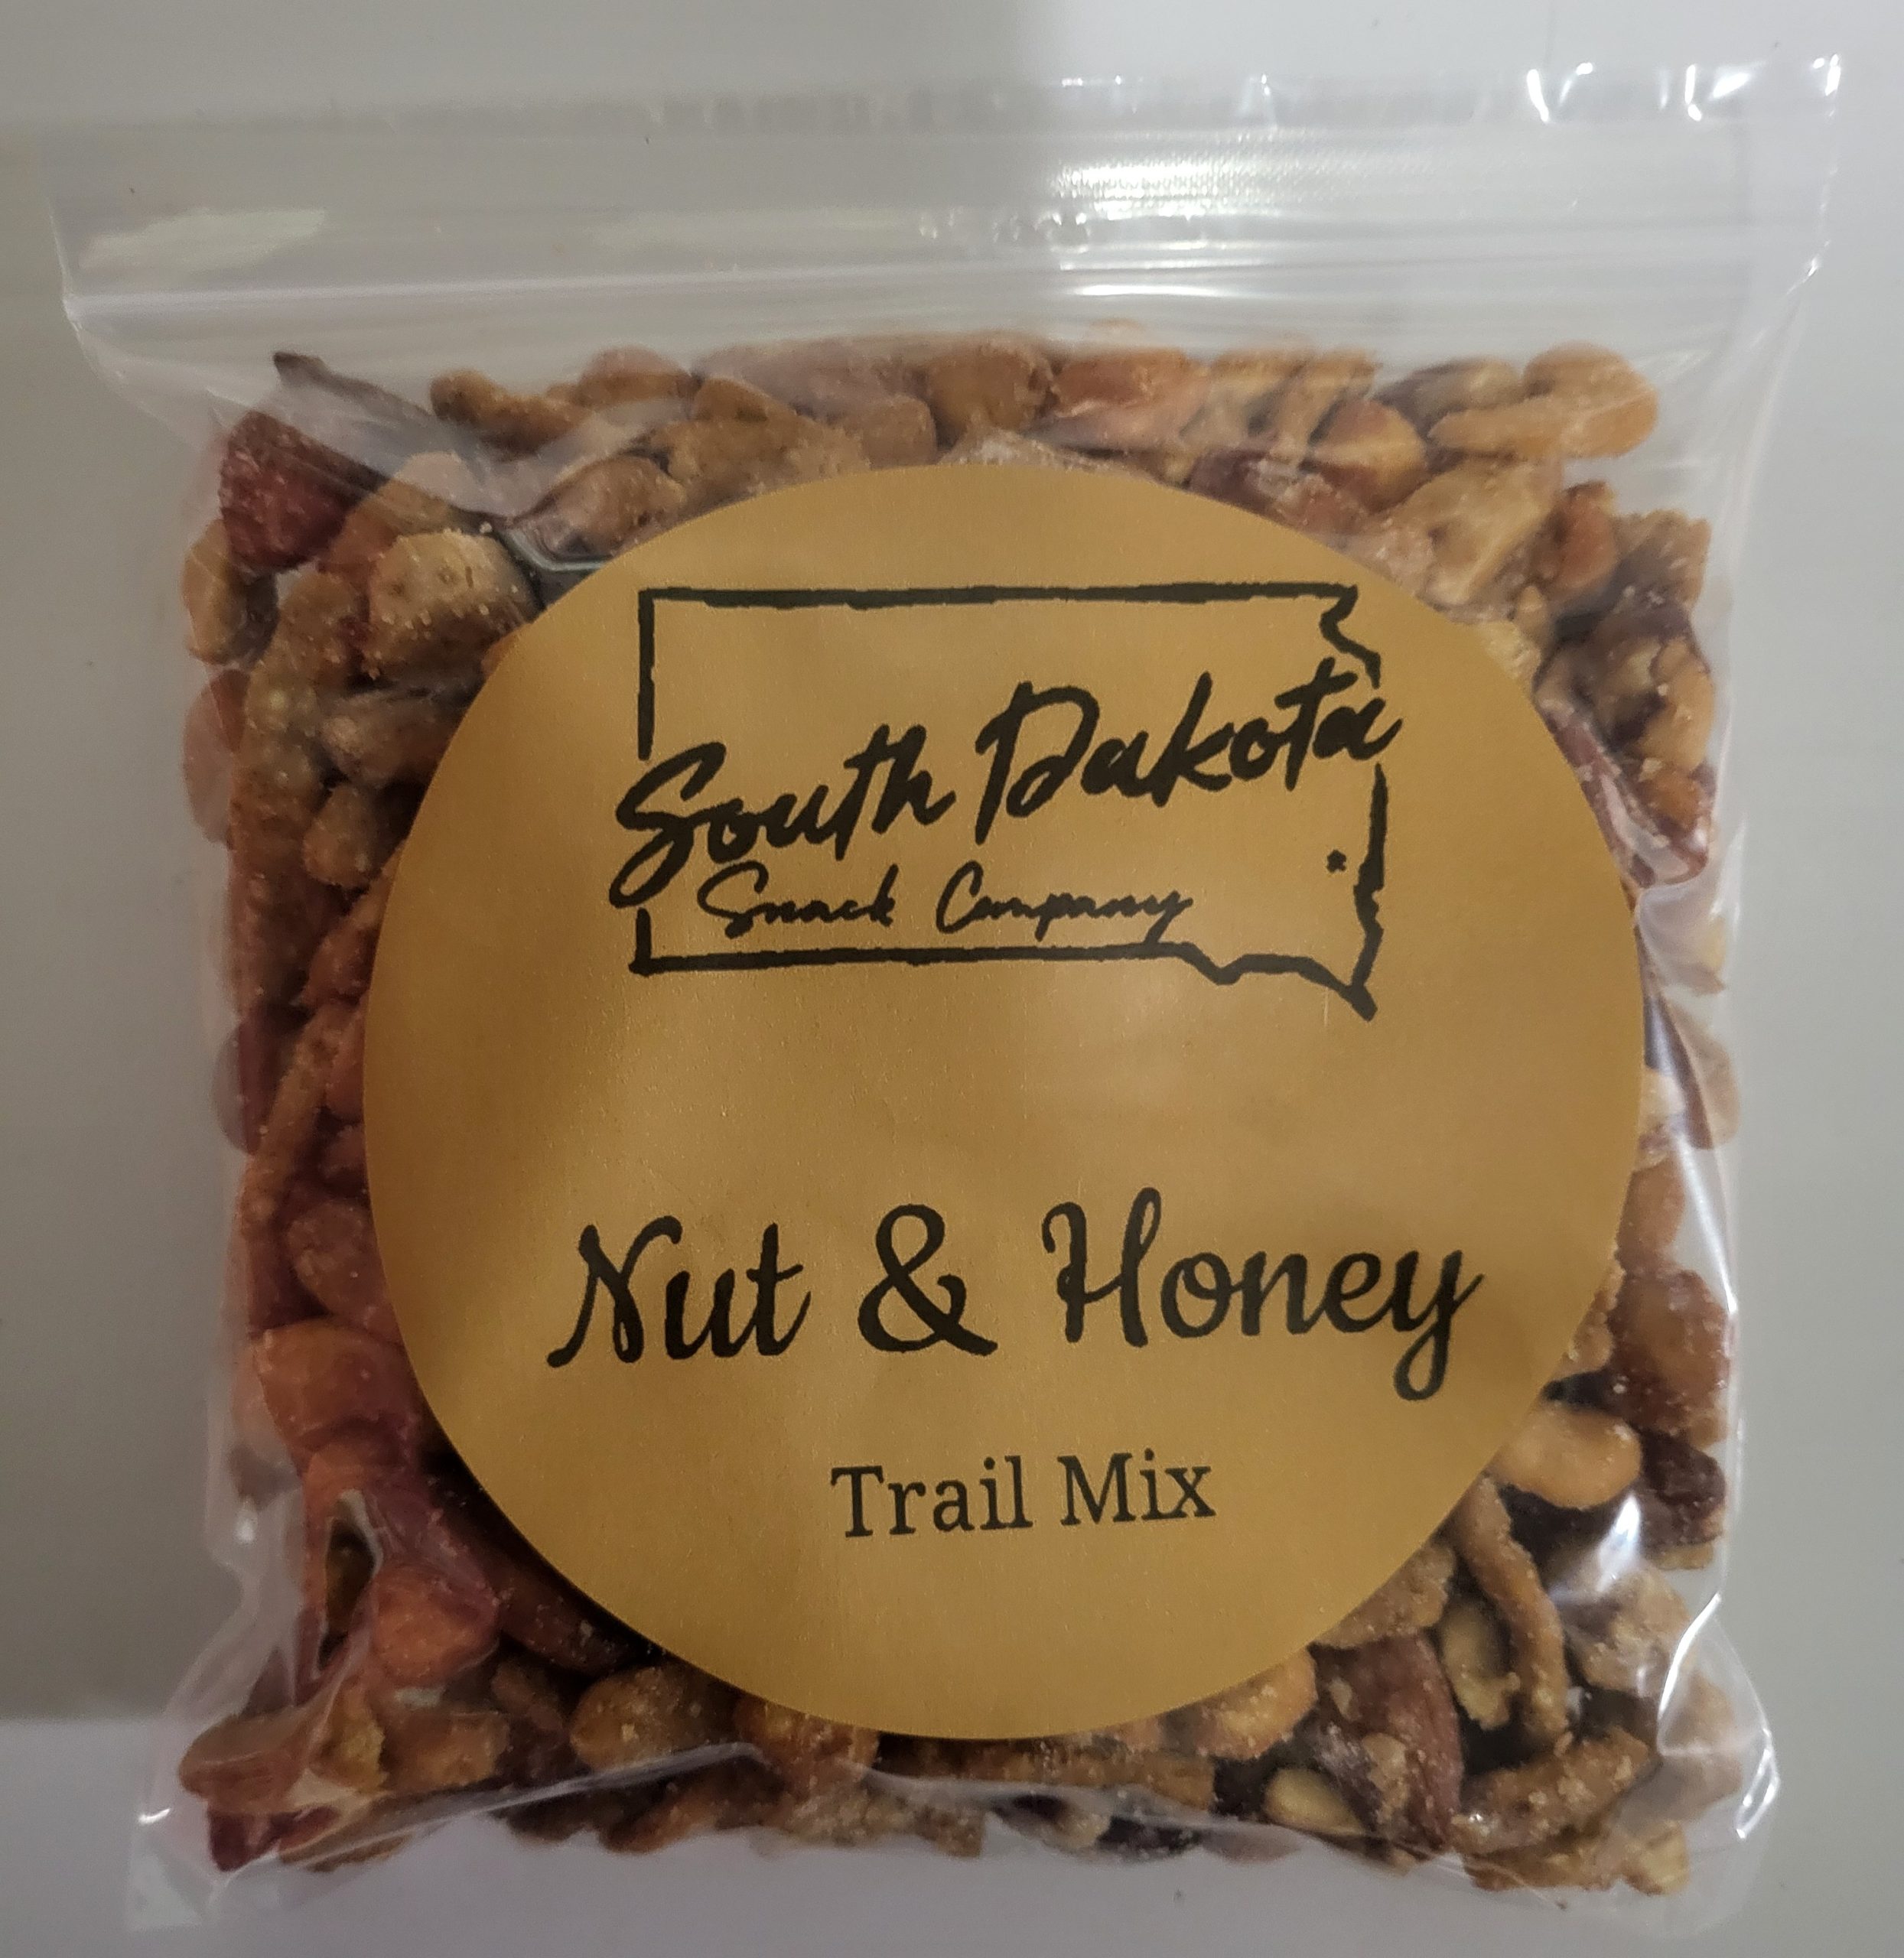 South Dakota
Snack Company
Nut & Honey
Trail Mix